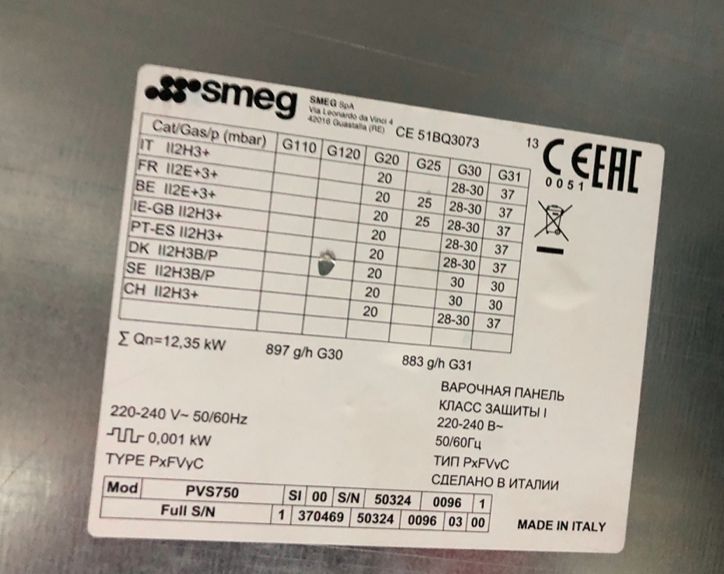 smeg
SMEG SpA
Via Leonardo da Vinci 4
42016 Guastalla (RE)
CE 51BQ3073
13
CE EAC
0051
Cat/Gas/p (mbar) G110 G120 G20 G25 G30 G31
IT II2H3+ 20 28-30 37
FR II2E+3+ 20 25 28-30 37
BE II2E+3+ 20 25 28-30 37
IE-GB II2H3+ 20 28-30 37
PT-ES II2H3+ 20 28-30 37
DK II2H3B/P 20 30 30
SE II2H3B/P 20 30 30
CH II2H3+ 20 28-30 37
∑ Qn=12,35 kW 897 g/h G30 883 g/h G31
220-240 V~ 50/60Hz
0,001 kW
TYPE PxFVyC
ВАРОЧНАЯ ПАНЕЛЬ
КЛАСС ЗАЩИТЫ I
220-240 В~
50/60Гц
ТИП PxFVyC
СДЕЛАНО В ИТАЛИИ
Mod PVS750 SI 00 S/N 50324 0096 1
Full S/N 1 370469 50324 0096 03 00
MADE IN ITALY